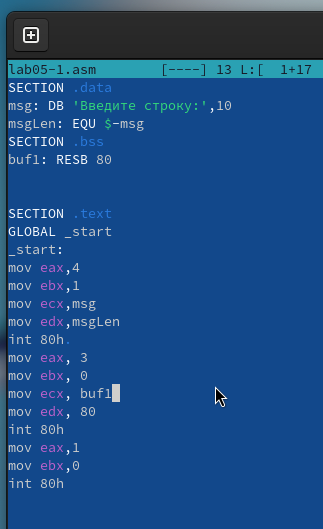 lab05-1.asm [----] 13 L:[ 1+17
SECTION .data
msg: DB 'Введите строку:',10
msgLen: EQU $-msg
SECTION .bss
buf1: RESB 80
SECTION .text
GLOBAL _start
_start:
mov eax,4
mov ebx,1
mov ecx,msg
mov edx,msgLen
int 80h.
mov eax, 3
mov ebx, 0
mov ecx, buf1
mov edx, 80
int 80h
mov eax,1
mov ebx,0
int 80h